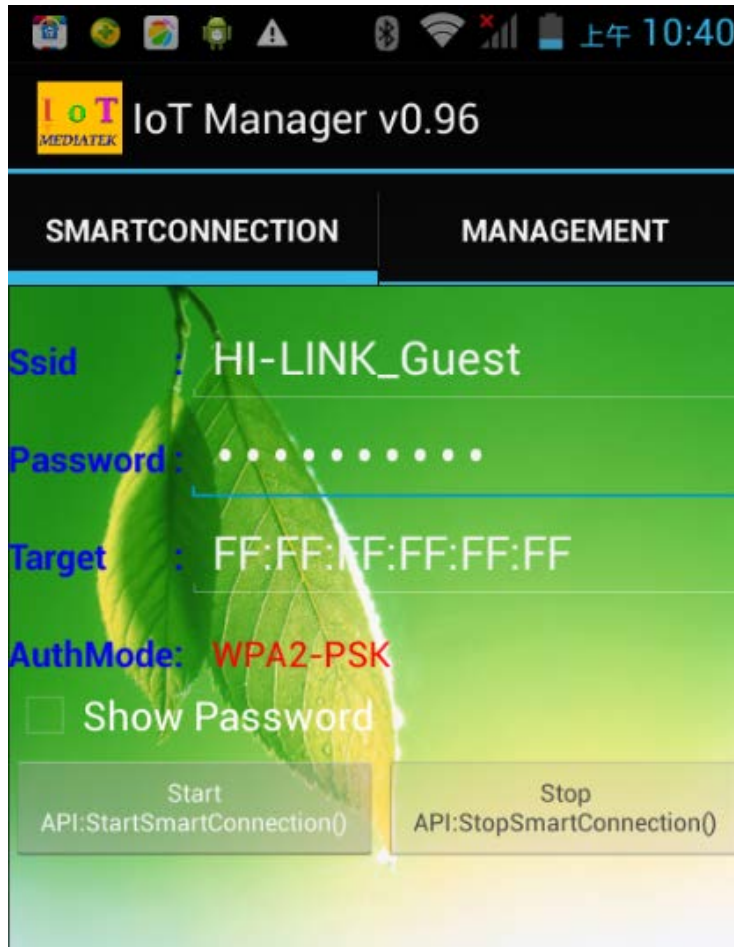 上午 10:40
IoT
MEDIATEK
IoT Manager v0.96
SMARTCONNECTION
MANAGEMENT
Ssid : HI-LINK_Guest
Password : ••••••••••
Target : FF:FF:FF:FF:FF:FF
AuthMode: WPA2-PSK
Show Password
Start
API:StartSmartConnection()
Stop
API:StopSmartConnection()